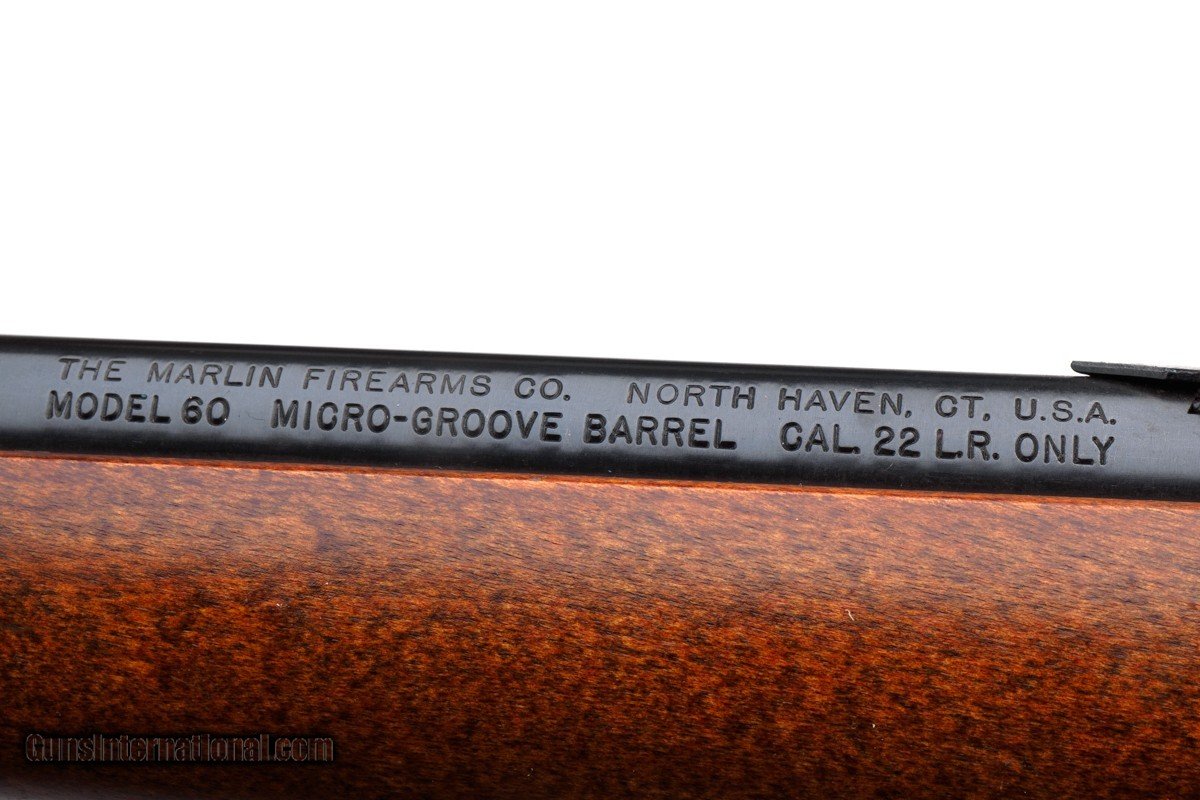 THE MARLIN FIREARMS CO. NORTH HAVEN, CT, U.S.A.
MODEL 60 MICRO-GROOVE BARREL CAL. 22 L.R. ONLY
GunsInternational.com